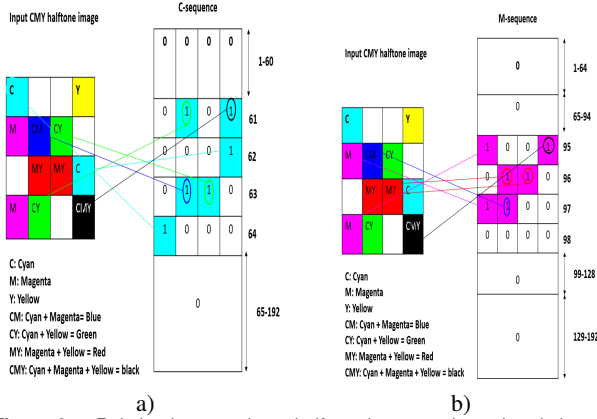 C-sequence
Input CMY halftone image
0 0 0 0
1-60
C Y
M CM CY
MY MY C
M CY CMY
0 1 0 1
61
0 0 0 1
62
0 1 1 0
63
1 0 0 0
64
0
65-192
C: Cyan
M: Magenta
Y: Yellow
CM: Cyan + Magenta= Blue
CY: Cyan + Yellow = Green
MY: Magenta + Yellow = Red
CMY: Cyan + Magenta + Yellow = black
a)
M-sequence
Input CMY halftone image
0
1-64
0
65-94
C Y
M CM CY
MY MY C
M CY CMY
1 0 0 1
95
0 1 1 0
96
1 1 0 0
97
0 0 0 0
98
0
99-128
0
129-192
C: Cyan
M: Magenta
Y: Yellow
CM: Cyan + Magenta= Blue
CY: Cyan + Yellow = Green
MY: Magenta + Yellow = Red
CMY: Cyan + Magenta + Yellow = black
b)